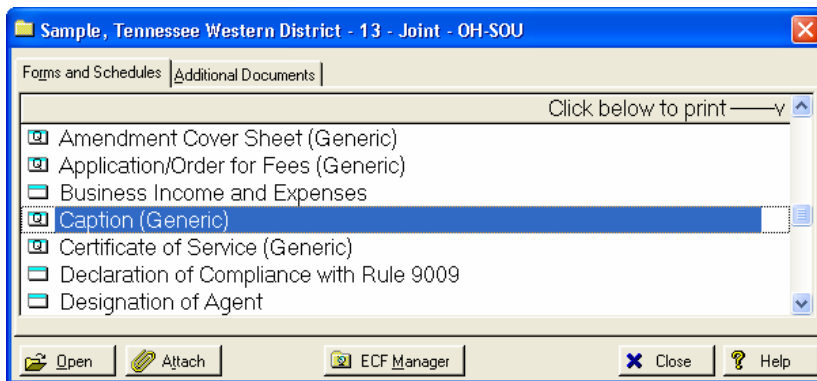 Sample, Tennessee Western District - 13 - Joint - OH-SOU
Forms and Schedules Additional Documents
Click below to print ——v
Amendment Cover Sheet (Generic)
Application/Order for Fees (Generic)
Business Income and Expenses
Caption (Generic)
Certificate of Service (Generic)
Declaration of Compliance with Rule 9009
Designation of Agent
Open Attach ECF Manager Close Help